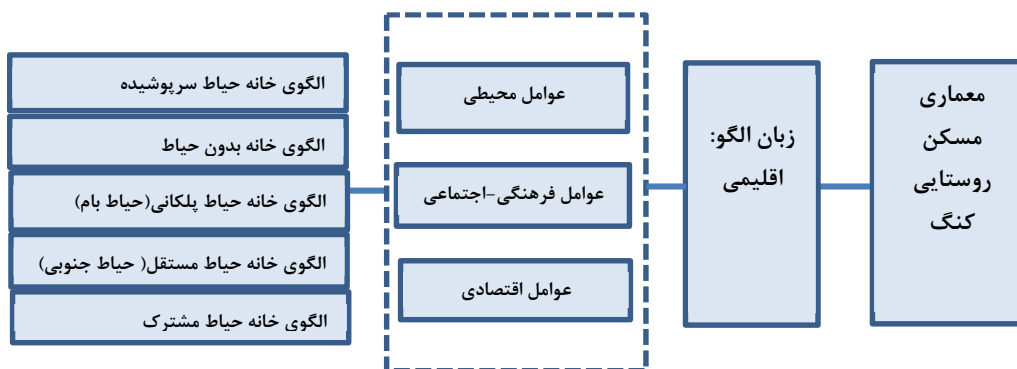 معماری
مسکن
روستایی
کنگ
زبان الگو:
اقلیمی
عوامل محیطی
عوامل فرهنگی-اجتماعی
عوامل اقتصادی
الگوی خانه حیاط سرپوشیده
الگوی خانه بدون حیاط
الگوی خانه حیاط پلکانی(حیاط بام)
الگوی خانه حیاط مستقل( حیاط جنوبی)
الگوی خانه حیاط مشترک